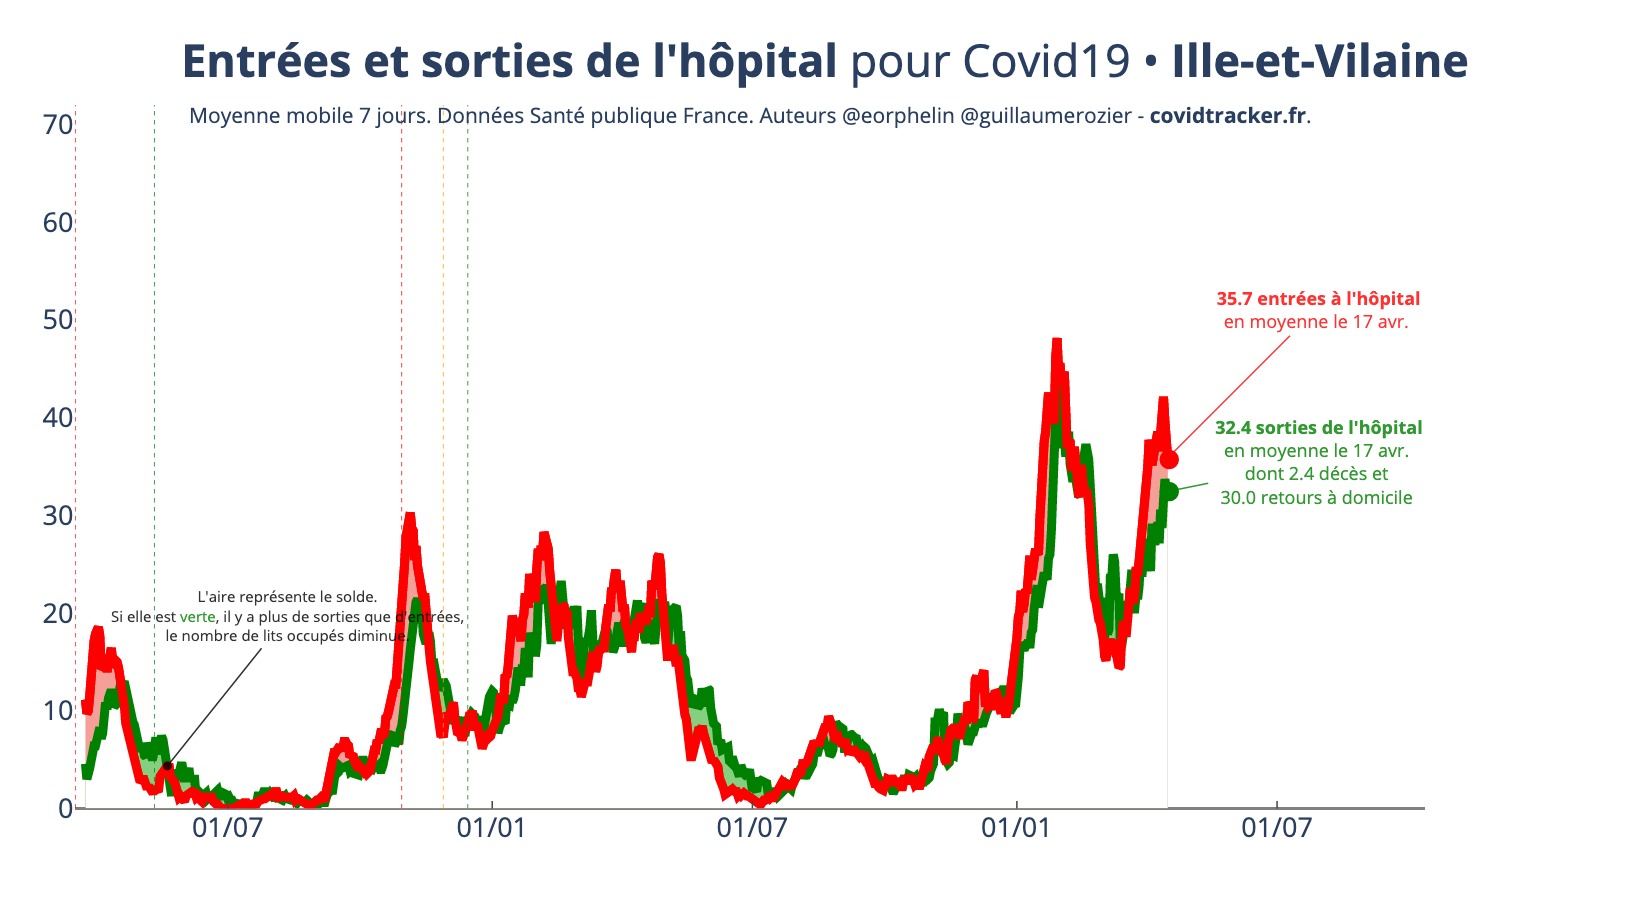 Entrées et sorties de l'hôpital pour Covid19 • Ille-et-Vilaine
Moyenne mobile 7 jours. Données Santé publique France. Auteurs @eorphelin @guillaumerozier - covidtracker.fr.
70
60
50
40
30
20
10
0
35.7 entrées à l'hôpital
en moyenne le 17 avr.
32.4 sorties de l'hôpital
en moyenne le 17 avr.
dont 2.4 décès et
30.0 retours à domicile
L'aire représente le solde.
Si elle est verte, il y a plus de sorties que d'entrées,
le nombre de lits occupés diminue.
01/07
01/01
01/07
01/01
01/07